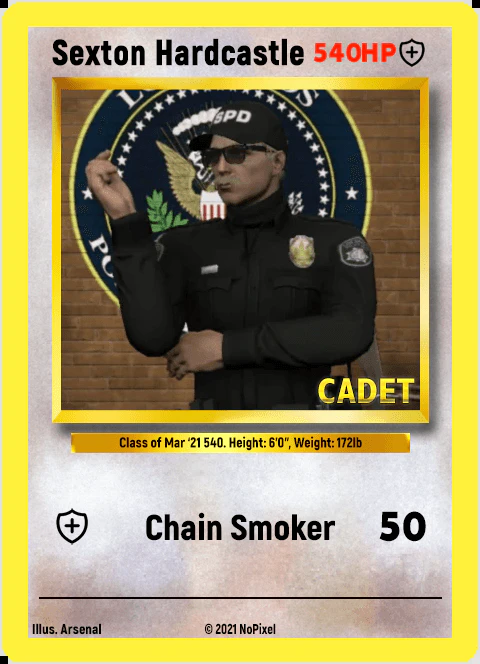 Sexton Hardcastle 540HP
SPD
CADET
Class of Mar '21 540. Height: 6'0", Weight: 172lb
Chain Smoker 50
Illus. Arsenal © 2021 NoPixel